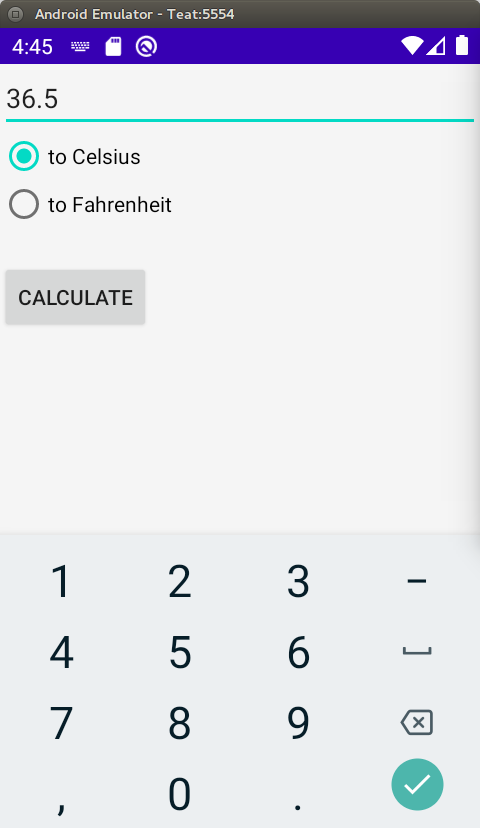 Android Emulator - Teat:5554
4:45
36.5
to Celsius
to Fahrenheit
CALCULATE
1 2 3 −
4 5 6
7 8 9
, 0 .